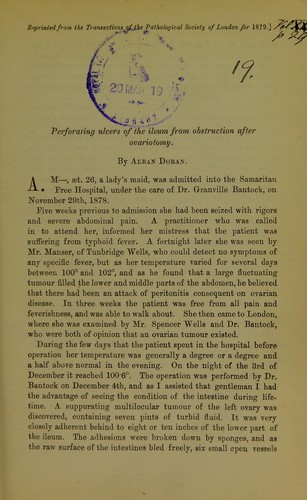 Reprinted from the Transactions of the Pathological Society of London for 1879.]
20 MAR 19
19.
Perforating ulcers of the ileum from obstruction after
ovariotomy.
By Alban Doran.
A. M—, æt. 26, a lady's maid, was admitted into the Samaritan
Free Hospital, under the care of Dr. Granville Bantock, on
November 29th, 1878.
Five weeks previous to admission she had been seized with rigors
and severe abdominal pain. A practitioner who was called
in to attend her, informed her mistress that the patient was
suffering from typhoid fever. A fortnight later she was seen by
Mr. Manser, of Tunbridge Wells, who could detect no symptoms of
any specific fever, but as her temperature varied for several days
between 100° and 102°, and as he found that a large fluctuating
tumour filled the lower and middle parts of the abdomen, he believed
that there had been an attack of peritonitis consequent on ovarian
disease. In three weeks the patient was free from all pain and
feverishness, and was able to walk about. She then came to London,
where she was examined by Mr. Spencer Wells and Dr. Bantock,
who were both of opinion that an ovarian tumour existed.
During the few days that the patient spent in the hospital before
operation her temperature was generally a degree or a degree and
a half above normal in the evening. On the night of the 3rd of
December it reached 100·6°. The operation was performed by Dr.
Bantock on December 4th, and as I assisted that gentleman I had
the advantage of seeing the condition of the intestine during life-
time. A suppurating multilocular tumour of the left ovary was
discovered, containing seven pints of turbid fluid. It was very
closely adherent behind to eight or ten inches of the lower part of
the ileum. The adhesions were broken down by sponges, and as
the raw surface of the intestines bled freely, six small open vessels